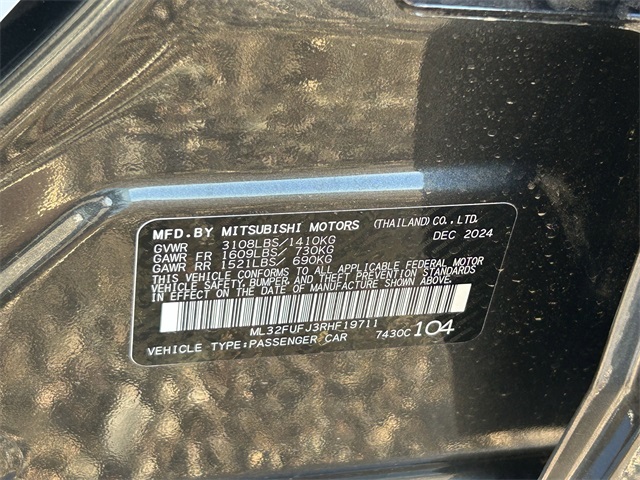 MFD.BY MITSUBISHI MOTORS (THAILAND) CO., LTD.
GVWR 3108LBS/1410KG DEC 2024
GAWR FR 1609LBS/ 730KG
GAWR RR 1521LBS/ 690KG
THIS VEHICLE CONFORMS TO ALL APPLICABLE FEDERAL MOTOR
VEHICLE SAFETY, BUMPER, AND THEFT PREVENTION STANDARDS
IN EFFECT ON THE DATE OF MANUFACTURE SHOWN ABOVE.
ML32FUFJ3RHF19711
VEHICLE TYPE:PASSENGER CAR 7430C 104